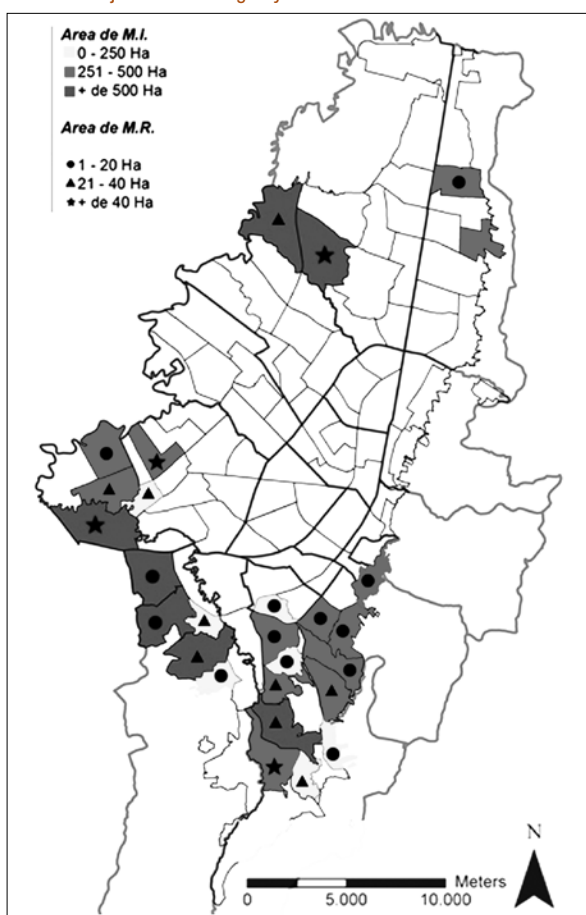 Area de M.I.
0 - 250 Ha
251 - 500 Ha
+ de 500 Ha
Area de M.R.
1 - 20 Ha
21 - 40 Ha
+ de 40 Ha
N
Meters
0 5.000 10.000